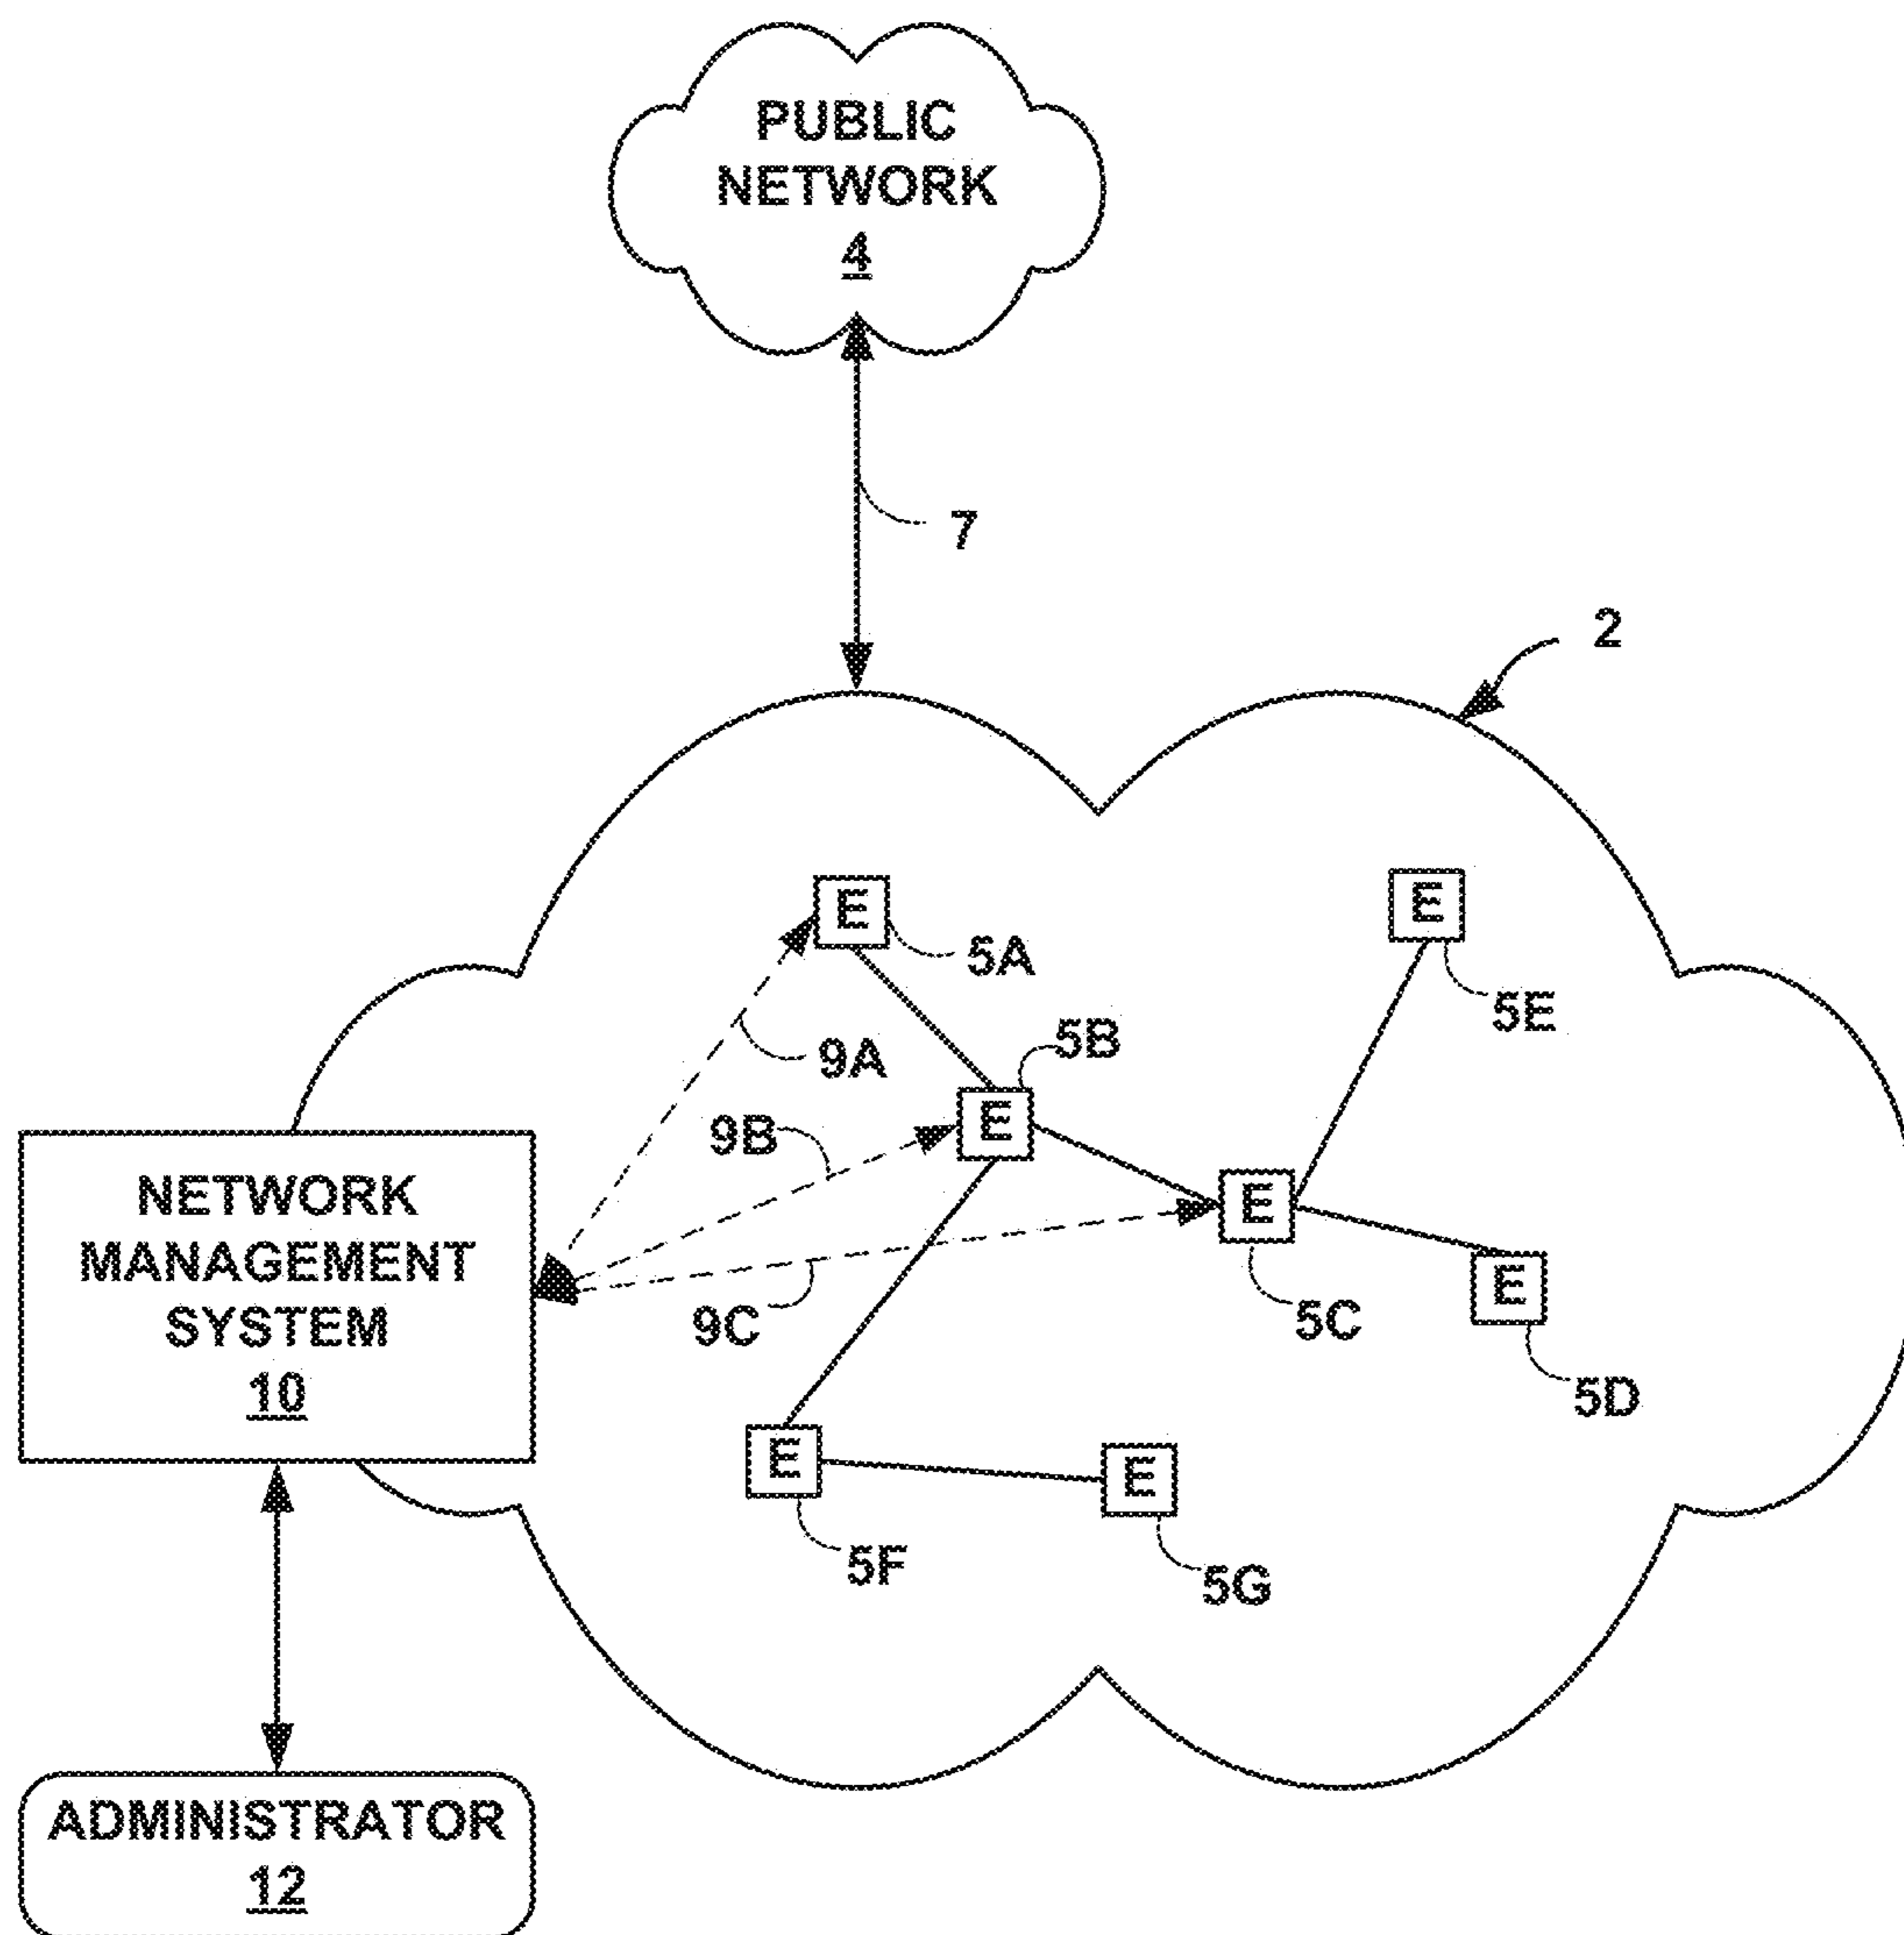 PUBLIC
NETWORK
4
7
2
E
5A
E
5E
9A
5B
E
9B
E
5C
E
5D
9C
NETWORK
MANAGEMENT
SYSTEM
10
E
5F
E
5G
ADMINISTRATOR
12